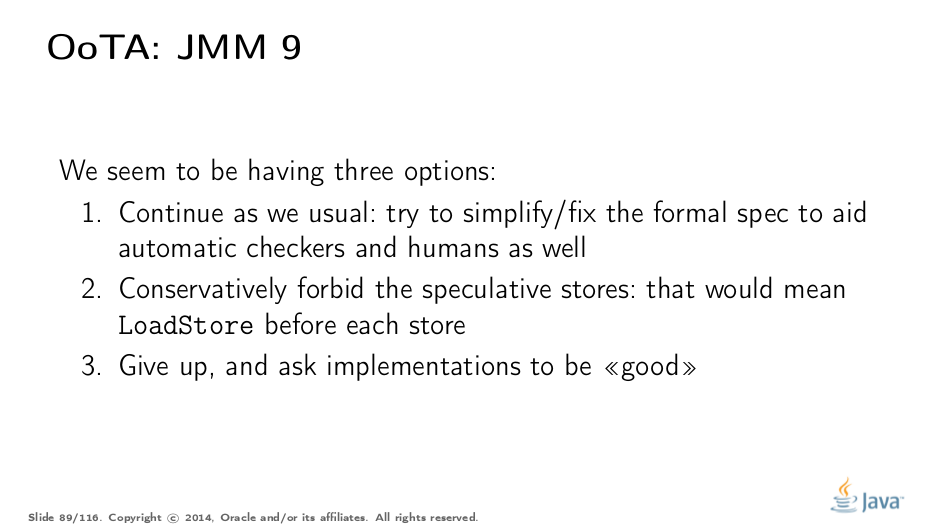 OoTA: JMM 9
We seem to be having three options:
1. Continue as we usual: try to simplify/fix the formal spec to aid
automatic checkers and humans as well
2. Conservatively forbid the speculative stores: that would mean
LoadStore before each store
3. Give up, and ask implementations to be «good»
Java™
Slide 89/116. Copyright © 2014, Oracle and/or its affiliates. All rights reserved.